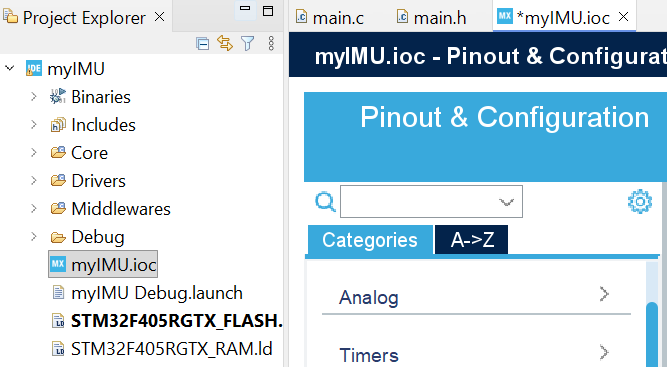 Project Explorer
myIMU
Binaries
Includes
Core
Drivers
Middlewares
Debug
myIMU.ioc
myIMU Debug.launch
STM32F405RGTX_FLASH.
STM32F405RGTX_RAM.ld
main.c
main.h
*myIMU.ioc
myIMU.ioc - Pinout & Configurat
Pinout & Configuration
Categories
A->Z
Analog
Timers